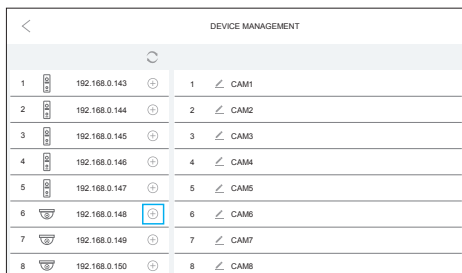 DEVICE MANAGEMENT
1 192.168.0.143 1 CAM1
2 192.168.0.144 2 CAM2
3 192.168.0.145 3 CAM3
4 192.168.0.146 4 CAM4
5 192.168.0.147 5 CAM5
6 192.168.0.148 6 CAM6
7 192.168.0.149 7 CAM7
8 192.168.0.150 8 CAM8